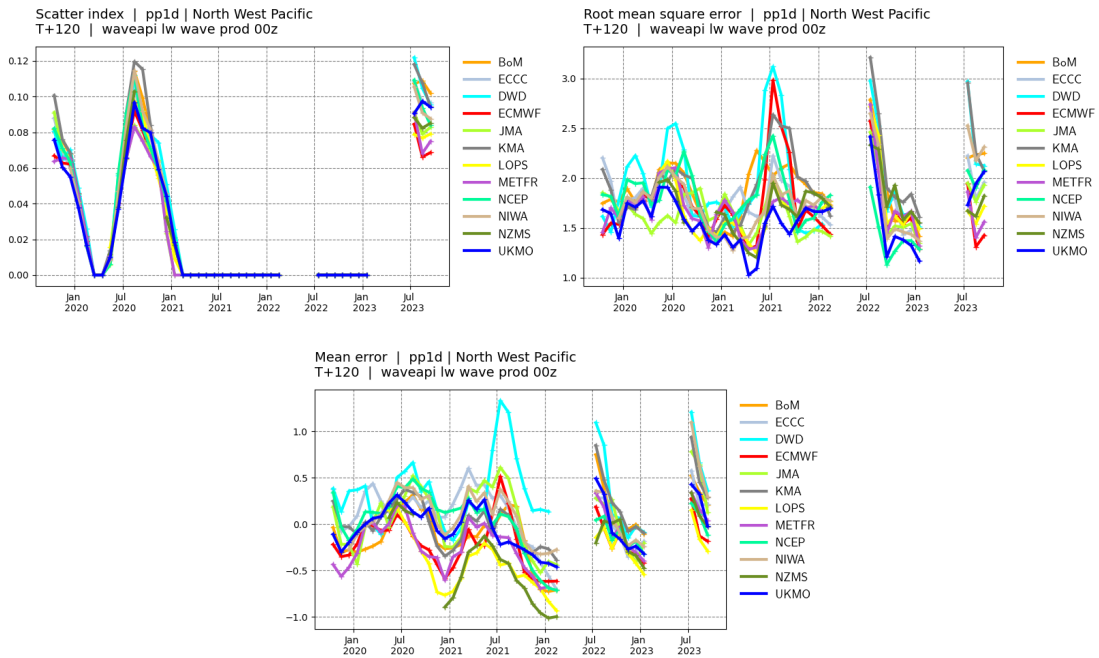 Scatter index | pp1d | North West Pacific
T+120 | waveapi lw wave prod 00z
0.12
0.10
0.08
0.06
0.04
0.02
0.00
Jan
2020
Jul
2020
Jan
2021
Jul
2021
Jan
2022
Jul
2022
Jan
2023
Jul
2023
BoM
ECCC
DWD
ECMWF
JMA
KMA
LOPS
METFR
NCEP
NIWA
NZMS
UKMO
Root mean square error | pp1d | North West Pacific
T+120 | waveapi lw wave prod 00z
3.0
2.5
2.0
1.5
1.0
Jan
2020
Jul
2020
Jan
2021
Jul
2021
Jan
2022
Jul
2022
Jan
2023
Jul
2023
BoM
ECCC
DWD
ECMWF
JMA
KMA
LOPS
METFR
NCEP
NIWA
NZMS
UKMO
Mean error | pp1d | North West Pacific
T+120 | waveapi lw wave prod 00z
1.0
0.5
0.0
−0.5
−1.0
Jan
2020
Jul
2020
Jan
2021
Jul
2021
Jan
2022
Jul
2022
Jan
2023
Jul
2023
BoM
ECCC
DWD
ECMWF
JMA
KMA
LOPS
METFR
NCEP
NIWA
NZMS
UKMO